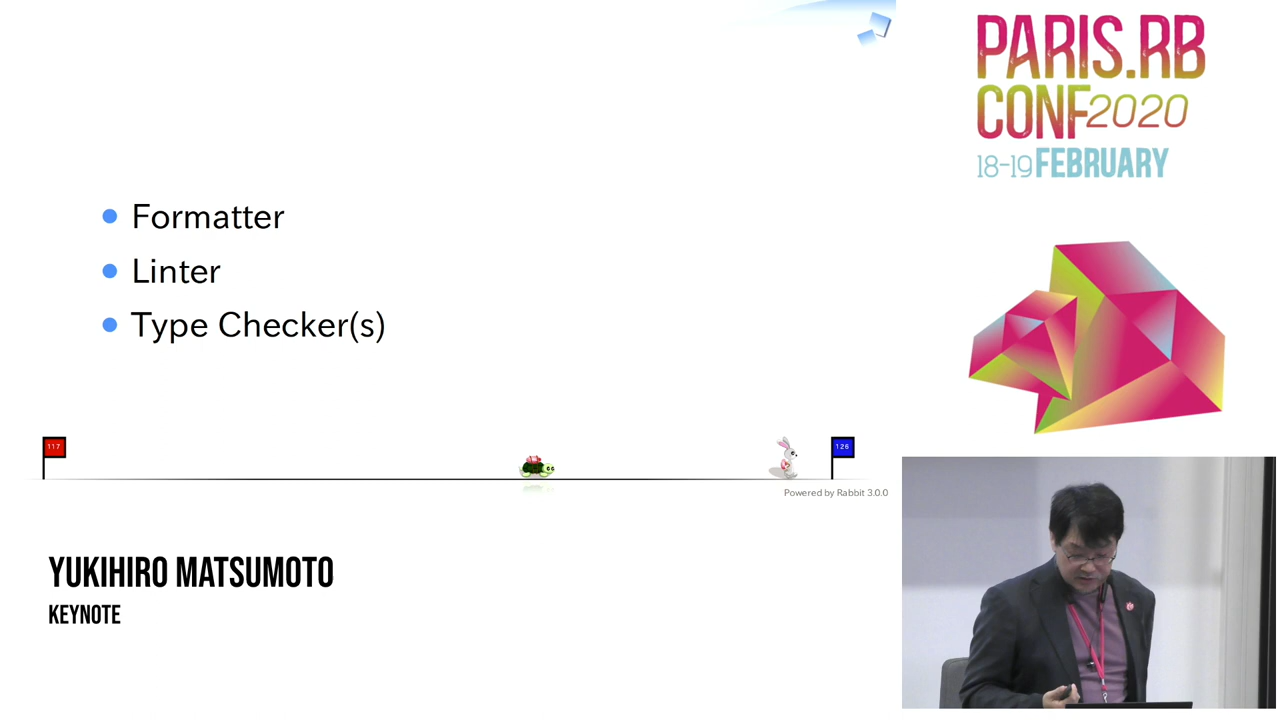 Formatter
Linter
Type Checker(s)
117
126
Powered by Rabbit 3.0.0
YUKIHIRO MATSUMOTO
KEYNOTE
PARIS.RB
CONF2020
18-19 FEBRUARY